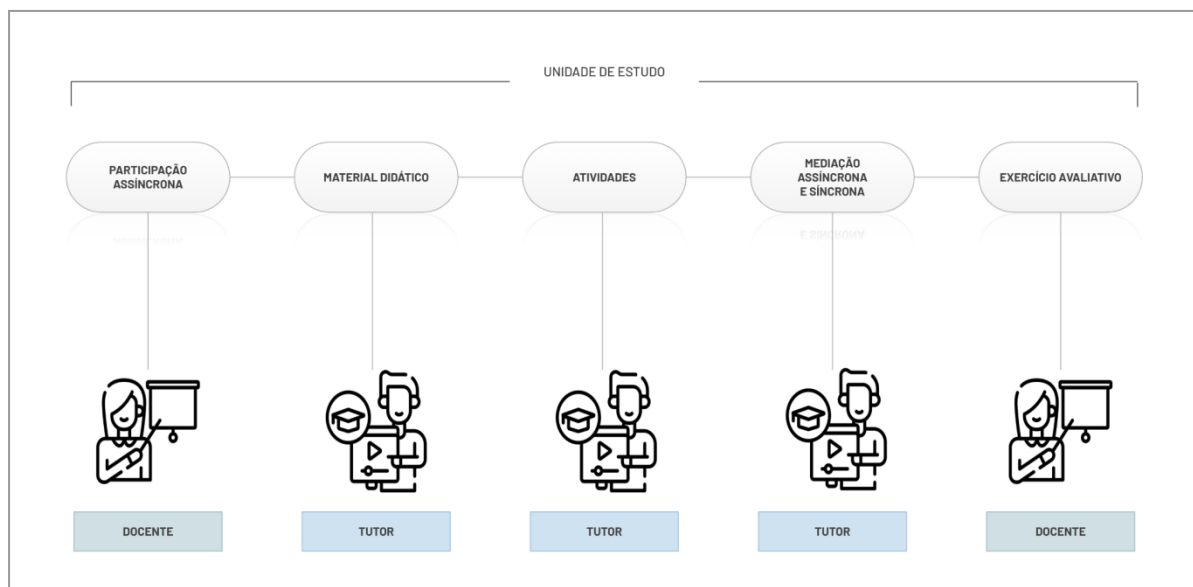 UNIDADE DE ESTUDO
PARTICIPAÇÃO
ASSÍNCRONA
MATERIAL DIDÁTICO
ATIVIDADES
MEDIAÇÃO
ASSÍNCRONA
E SÍNCRONA
EXERCÍCIO AVALIATIVO
DOCENTE
TUTOR
TUTOR
TUTOR
DOCENTE